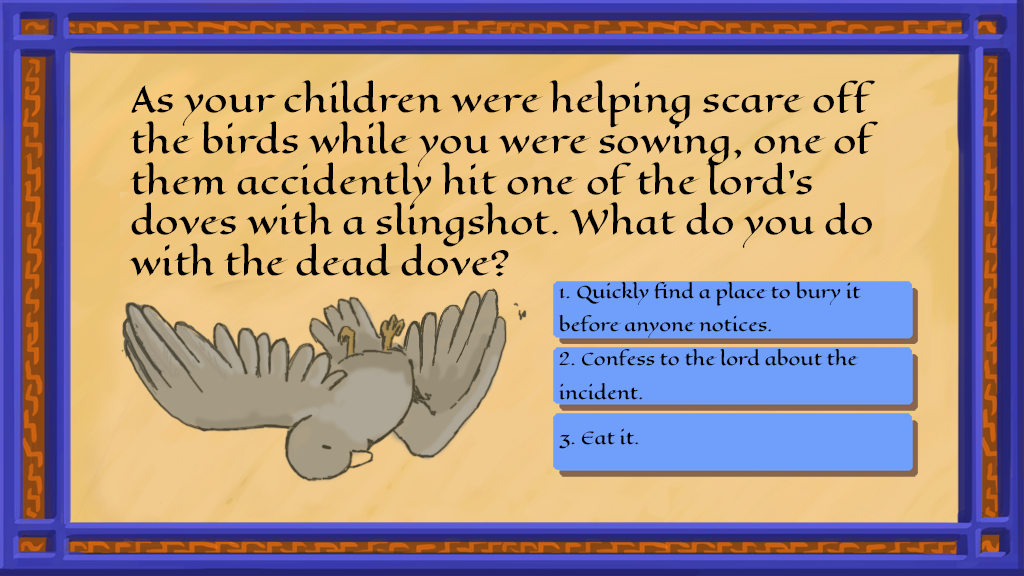 As your children were helping scare off
the birds while you were sowing, one of
them accidently hit one of the lord's
doves with a slingshot. What do you do
with the dead dove?
1. Quickly find a place to bury it
before anyone notices.
2. Confess to the lord about the
incident.
3. Eat it.